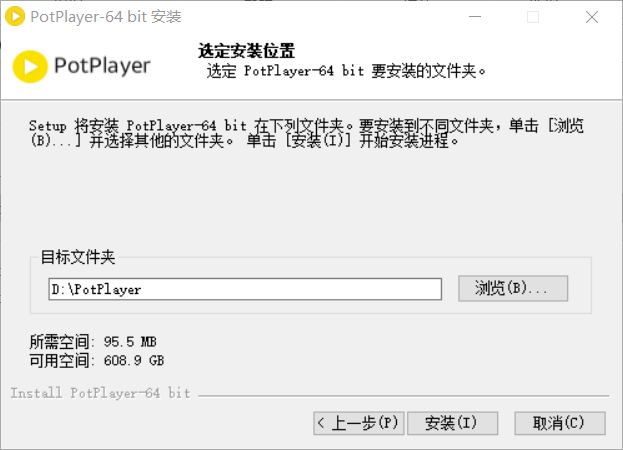 PotPlayer-64 bit 安装
PotPlayer
选定安装位置
选定 PotPlayer-64 bit 要安装的文件夹。
Setup 将安装 PotPlayer-64 bit 在下列文件夹。要安装到不同文件夹，单击 [浏览
(B)...] 并选择其他的文件夹。 单击 [安装(I)] 开始安装进程。
目标文件夹
D:\PotPlayer
浏览(B)...
所需空间: 95.5 MB
可用空间: 608.9 GB
Install PotPlayer-64 bit
< 上一步(P)
安装(I)
取消(C)